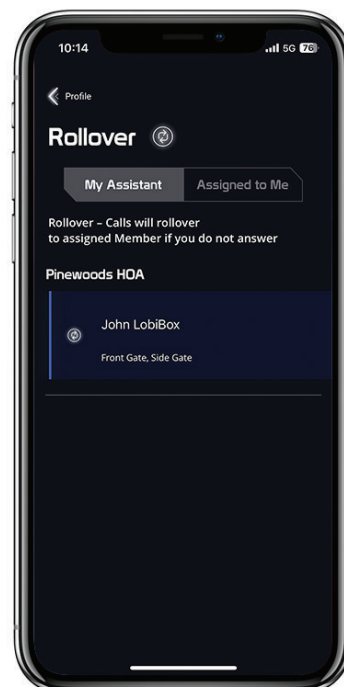 10:14
5G 76
Profile
Rollover
My Assistant
Assigned to Me
Rollover – Calls will rollover
to assigned Member if you do not answer
Pinewoods HOA
John LobiBox
Front Gate, Side Gate